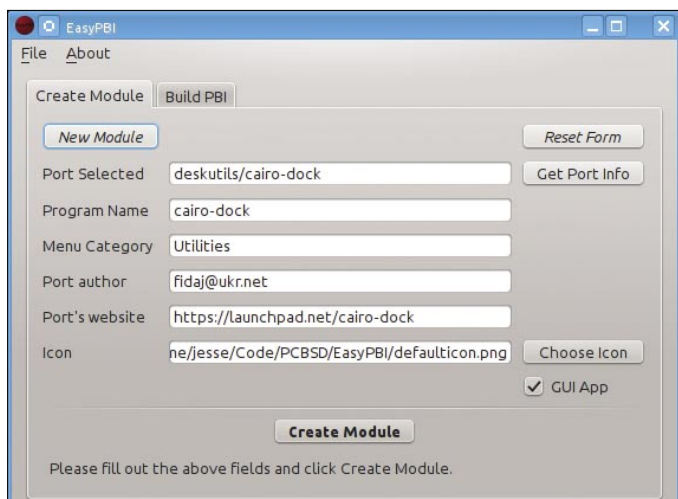 EasyPBI
File About
Create Module Build PBI
New Module Reset Form
Port Selected deskutils/cairo-dock Get Port Info
Program Name cairo-dock
Menu Category Utilities
Port author fidaj@ukr.net
Port's website https://launchpad.net/cairo-dock
Icon ne/jesse/Code/PCBSD/EasyPBI/defaulticon.png Choose Icon
GUI App
Create Module
Please fill out the above fields and click Create Module.